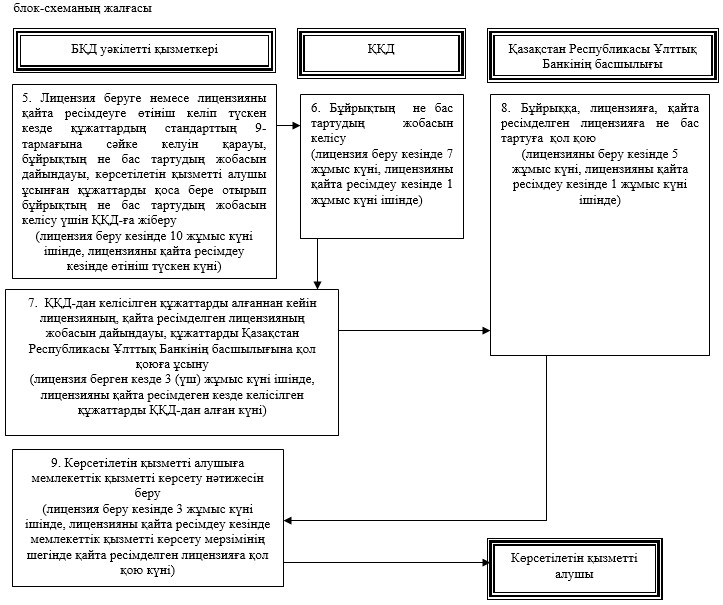 блок-схеманың жалғасы
БҚД уәкілетті қызметкері
ҚҚД
Қазақстан Республикасы Ұлттық
Банкінің басшылығы
5. Лицензия беруге немесе лицензияны
қайта ресімдеуге өтініш келіп түскен
кезде құжаттардың стандарттың 9-
тармағына сәйке келуін қарауы,
бұйрықтың не бас тартудың жобасын
дайындауы, көрсетілетін қызметті алушы
ұсынған құжаттарды қоса бере отырып
бұйрықтың не бас тартудың жобасын
келісу үшін ҚҚД-ға жіберу
(лицензия беру кезінде 10 жұмыс күні
ішінде, лицензияны қайта ресімдеу
кезінде өтініш түскен күні)
6. Бұйрықтың не бас
тартудың жобасын
келісу
(лицензия беру кезінде 7
жұмыс күні, лицензияны
қайта ресімдеу кезінде 1
жұмыс күні ішінде)
8. Бұйрыққа, лицензияға, қайта
ресімделген лицензияға не бас
тартуға қол қою
(лицензияны беру кезінде 5
жұмыс күні, лицензияны қайта
ресімдеу кезінде 1 жұмыс күні
ішінде)
7. ҚҚД-дан келісілген құжаттарды алғаннан кейін
лицензияның, қайта ресімделген лицензияның
жобасын дайындауы, құжаттарды Қазақстан
Республикасы Ұлттық Банкінің басшылығына қол
қоюға ұсыну
(лицензия берген кезде 3 (үш) жұмыс күні ішінде,
лицензияны қайта ресімдеген кезде келісілген
құжаттарды ҚҚД-дан алған күні)
9. Көрсетілетін қызметті алушыға
мемлекеттік қызметті көрсету нәтижесін
беру
(лицензия беру кезінде 3 жұмыс күні
ішінде, лицензияны қайта ресімдеу кезінде
мемлекеттік қызметті көрсету мерзімінің
шегінде қайта ресімделген лицензияға қол
қою күні)
Көрсетілетін қызметті
алушы